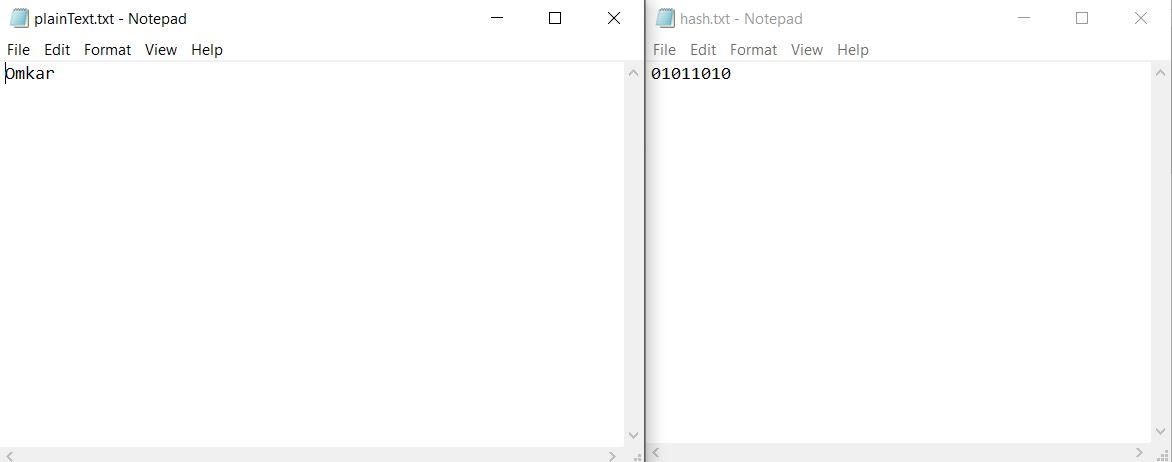 plainText.txt - Notepad
File Edit Format View Help
Omkar
hash.txt - Notepad
File Edit Format View Help
01011010